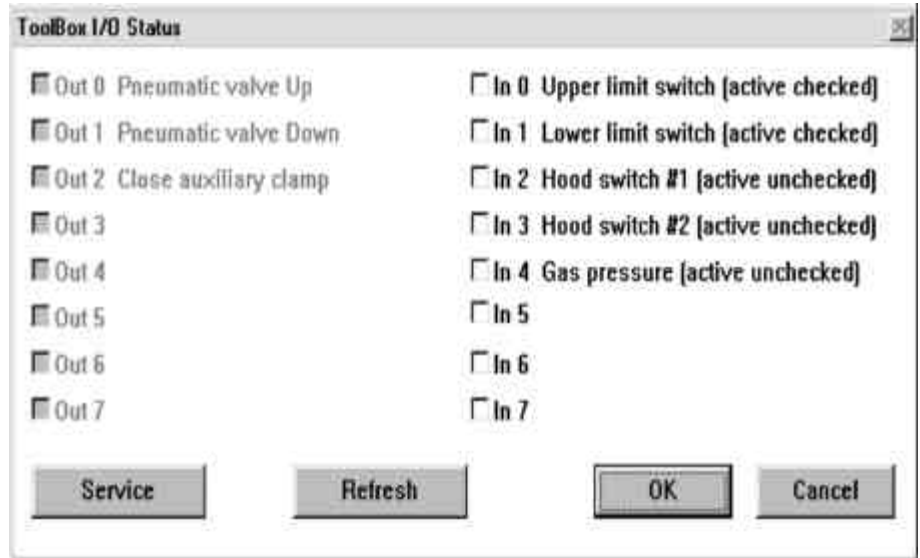 ToolBox I/O Status
Out 0 Pneumatic valve Up
Out 1 Pneumatic valve Down
Out 2 Close auxiliary clamp
Out 3
Out 4
Out 5
Out 6
Out 7
In 0 Upper limit switch (active checked)
In 1 Lower limit switch (active checked)
In 2 Hood switch #1 (active unchecked)
In 3 Hood switch #2 (active unchecked)
In 4 Gas pressure (active unchecked)
In 5
In 6
In 7
Service
Refresh
OK
Cancel